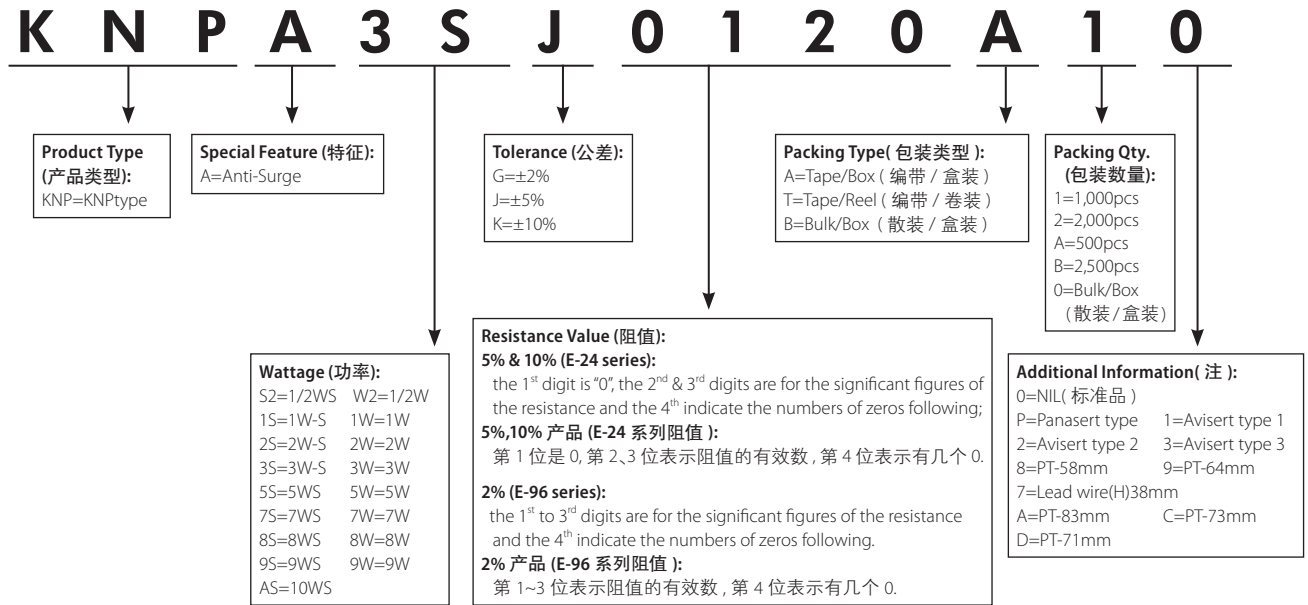 K N P A 3 S J 0 1 2 0 A 1 0
Product Type
(产品类型):
KNP=KNPtype
Special Feature (特征):
A=Anti-Surge
Tolerance (公差):
G=±2%
J=±5%
K=±10%
Packing Type( 包装类型 ):
A=Tape/Box ( 编带 / 盒装 )
T=Tape/Reel ( 编带 / 卷装 )
B=Bulk/Box ( 散装 / 盒装 )
Packing Qty.
(包装数量):
1=1,000pcs
2=2,000pcs
A=500pcs
B=2,500pcs
0=Bulk/Box
(散装 / 盒装)
Wattage (功率):
S2=1/2WS W2=1/2W
1S=1W-S 1W=1W
2S=2W-S 2W=2W
3S=3W-S 3W=3W
5S=5WS 5W=5W
7S=7WS 7W=7W
8S=8WS 8W=8W
9S=9WS 9W=9W
AS=10WS
Resistance Value (阻值):
5% & 10% (E-24 series):
the 1st digit is "0", the 2nd & 3rd digits are for the significant figures of
the resistance and the 4th indicate the numbers of zeros following;
5%,10% 产品 (E-24 系列阻值 ):
第 1 位是 0, 第 2、3 位表示阻值的有效数 , 第 4 位表示有几个 0.
2% (E-96 series):
the 1st to 3rd digits are for the significant figures of the resistance
and the 4th indicate the numbers of zeros following.
2% 产品 (E-96 系列阻值 ):
第 1~3 位表示阻值的有效数 , 第 4 位表示有几个 0.
Additional Information( 注 ):
0=NIL( 标准品 )
P=Panasert type 1=Avisert type 1
2=Avisert type 2 3=Avisert type 3
8=PT-58mm 9=PT-64mm
7=Lead wire(H)38mm
A=PT-83mm C=PT-73mm
D=PT-71mm